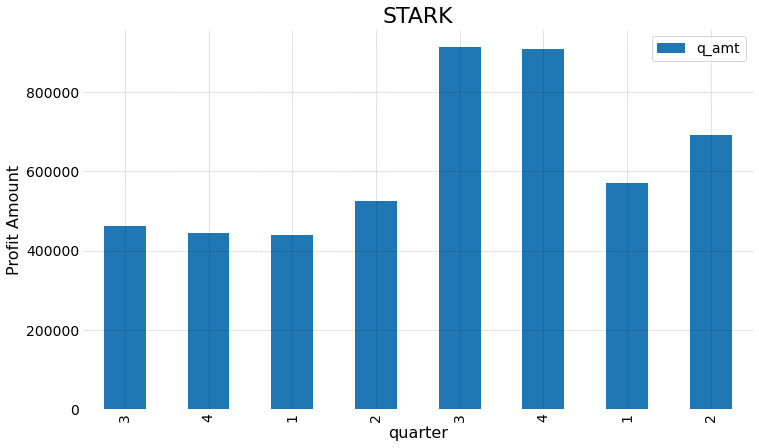 STARK
q_amt
Profit Amount
800000
600000
400000
200000
0
3 4 1 2 3 4 1 2
quarter